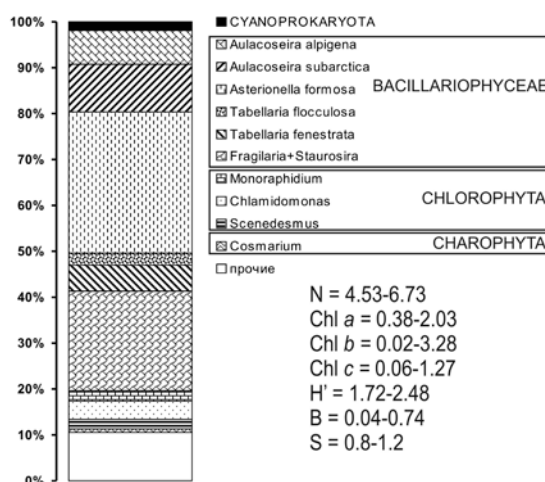 100%
90%
80%
70%
60%
50%
40%
30%
20%
10%
0%
CYANOPROKARYOTA
Aulacoseira alpigena
Aulacoseira subarctica
Asterionella formosa
BACILLARIOPHYCEAE
Tabellaria flocculosa
Tabellaria fenestrata
Fragilaria+Staurosira
Monoraphidium
Chlamidomonas
CHLOROPHYTA
Scenedesmus
Cosmarium
CHAROPHYTA
прочие
N = 4.53-6.73
Chl a = 0.38-2.03
Chl b = 0.02-3.28
Chl c = 0.06-1.27
H' = 1.72-2.48
B = 0.04-0.74
S = 0.8-1.2